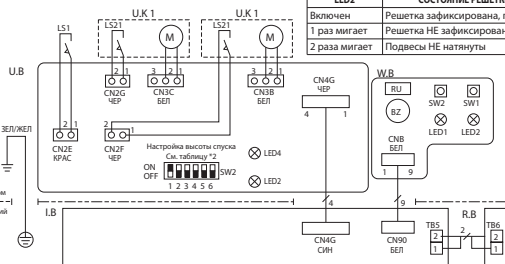 LED2
Включен Решетка зафиксирована,
1 раз мигает Решетка НЕ
2 раза мигает Подвесы НЕ натянуты
U.K 1
U.K 1
LS1
LS21
M
LS21
M
U.B
2 1
CN2G
ЧЕР
3 2 1
CN3C
БЕЛ
3 2 1
CN3B
БЕЛ
CN4G
ЧЕР
4 1
W.B
RU
BZ
SW2
SW1
LED1
LED2
CNB
БЕЛ
1 9
ЗЕЛ/ЖЕЛ
2 1
CN2E
КРАС
2 1
CN2F
ЧЕР
Настройка высоты спуска
См. таблицу *2
ON
OFF
SW2
1 2 3 4 5 6
LED4
LED2
I.B
4
9
CN4G
СИН
CN90
БЕЛ
R.B
TB5
2
1
2
TB6
2
1